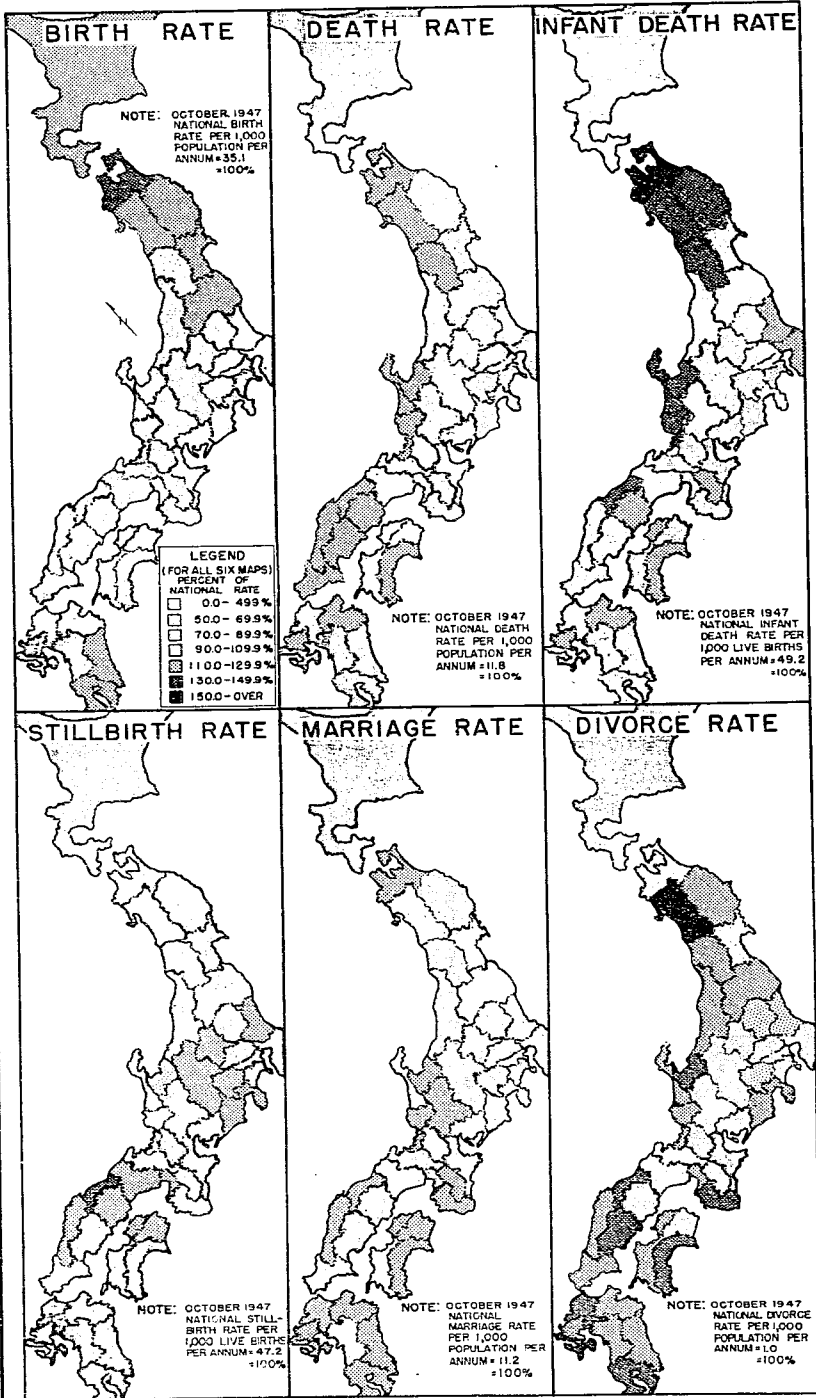 BIRTH RATE
NOTE: OCTOBER 1947
NATIONAL BIRTH
RATE PER 1,000
POPULATION PER
ANNUM = 35.1
=100%
N
LEGEND
(FOR ALL SIX MAPS)
PERCENT OF
NATIONAL RATE
0.0 - 49.9%
50.0 - 69.9%
70.0 - 89.9%
90.0 - 109.9%
110.0 - 129.9%
130.0 - 149.9%
150.0 - OVER
DEATH RATE
NOTE: OCTOBER 1947
NATIONAL DEATH
RATE PER 1,000
POPULATION PER
ANNUM = 11.8
=100%
INFANT DEATH RATE
NOTE: OCTOBER 1947
NATIONAL INFANT
DEATH RATE PER
1,000 LIVE BIRTHS
PER ANNUM = 49.2
=100%
STILLBIRTH RATE
NOTE: OCTOBER 1947
NATIONAL STILL-
BIRTH RATE PER
1,000 LIVE BIRTHS
PER ANNUM = 47.2
=100%
MARRIAGE RATE
NOTE: OCTOBER 1947
NATIONAL
MARRIAGE RATE
PER 1,000
POPULATION PER
ANNUM = 11.2
=100%
DIVORCE RATE
NOTE: OCTOBER 1947
NATIONAL DIVORCE
RATE PER 1,000
POPULATION PER
ANNUM = 1.0
=100%